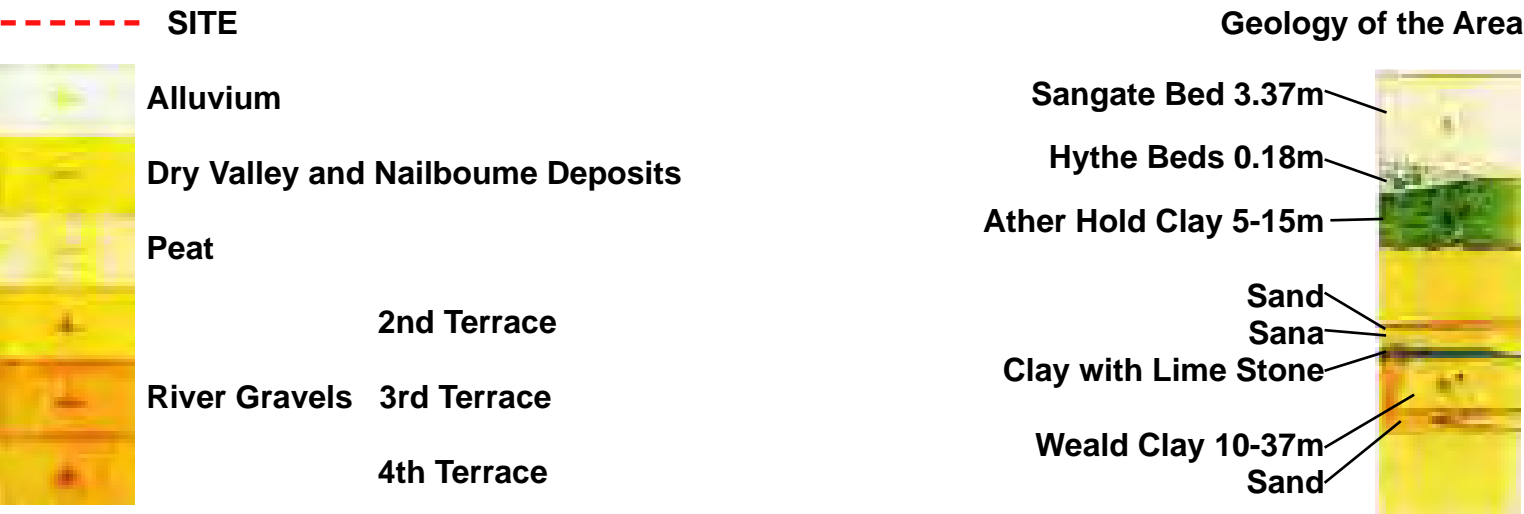 SITE
Alluvium
Dry Valley and Nailboume Deposits
Peat
2nd Terrace
River Gravels 3rd Terrace
4th Terrace
Geology of the Area
Sangate Bed 3.37m
Hythe Beds 0.18m
Ather Hold Clay 5-15m
Sand
Sana
Clay with Lime Stone
Weald Clay 10-37m
Sand